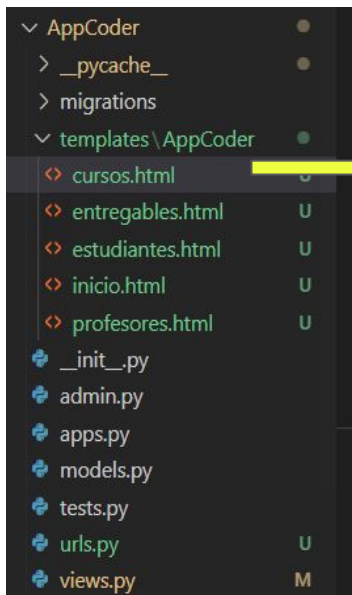 AppCoder
__pycache__
migrations
templates\AppCoder
cursos.html U
entregables.html U
estudiantes.html U
inicio.html U
profesores.html U
__init__.py
admin.py
apps.py
models.py
tests.py
urls.py U
views.py M